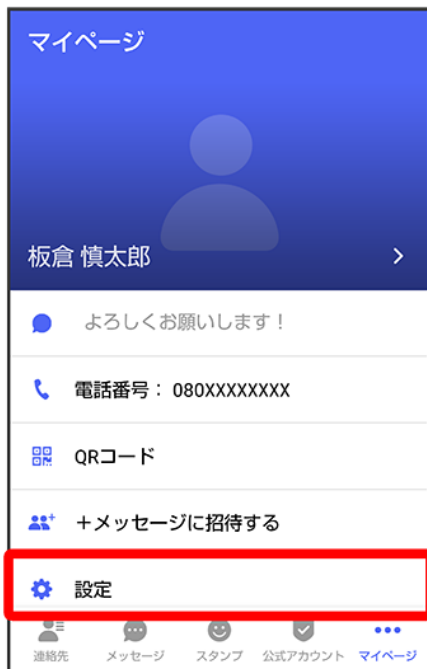 マイページ
板倉 慎太郎
よろしくお願いします！
電話番号： 080XXXXXXXX
QRコード
＋メッセージに招待する
設定
連絡先
メッセージ
スタンプ
公式アカウント
マイページ